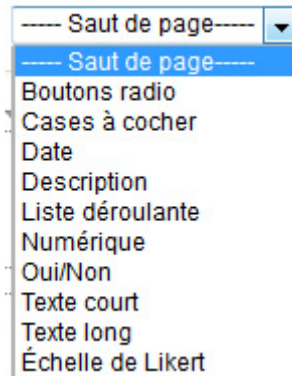 ----- Saut de page-----
----- Saut de page-----
Boutons radio
Cases à cocher
Date
Description
Liste déroulante
Numérique
Oui/Non
Texte court
Texte long
Échelle de Likert